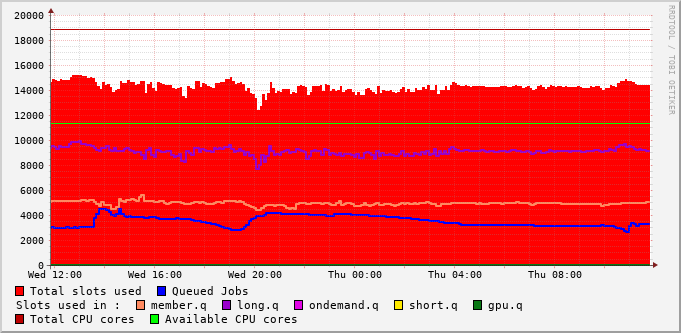 RRDTOOL / TOBI OETIKER
20000
18000
16000
14000
12000
10000
8000
6000
4000
2000
0
Wed 12:00 Wed 16:00 Wed 20:00 Thu 00:00 Thu 04:00 Thu 08:00
Total slots used Queued Jobs
Slots used in : member.q long.q ondemand.q short.q gpu.q
Total CPU cores Available CPU cores